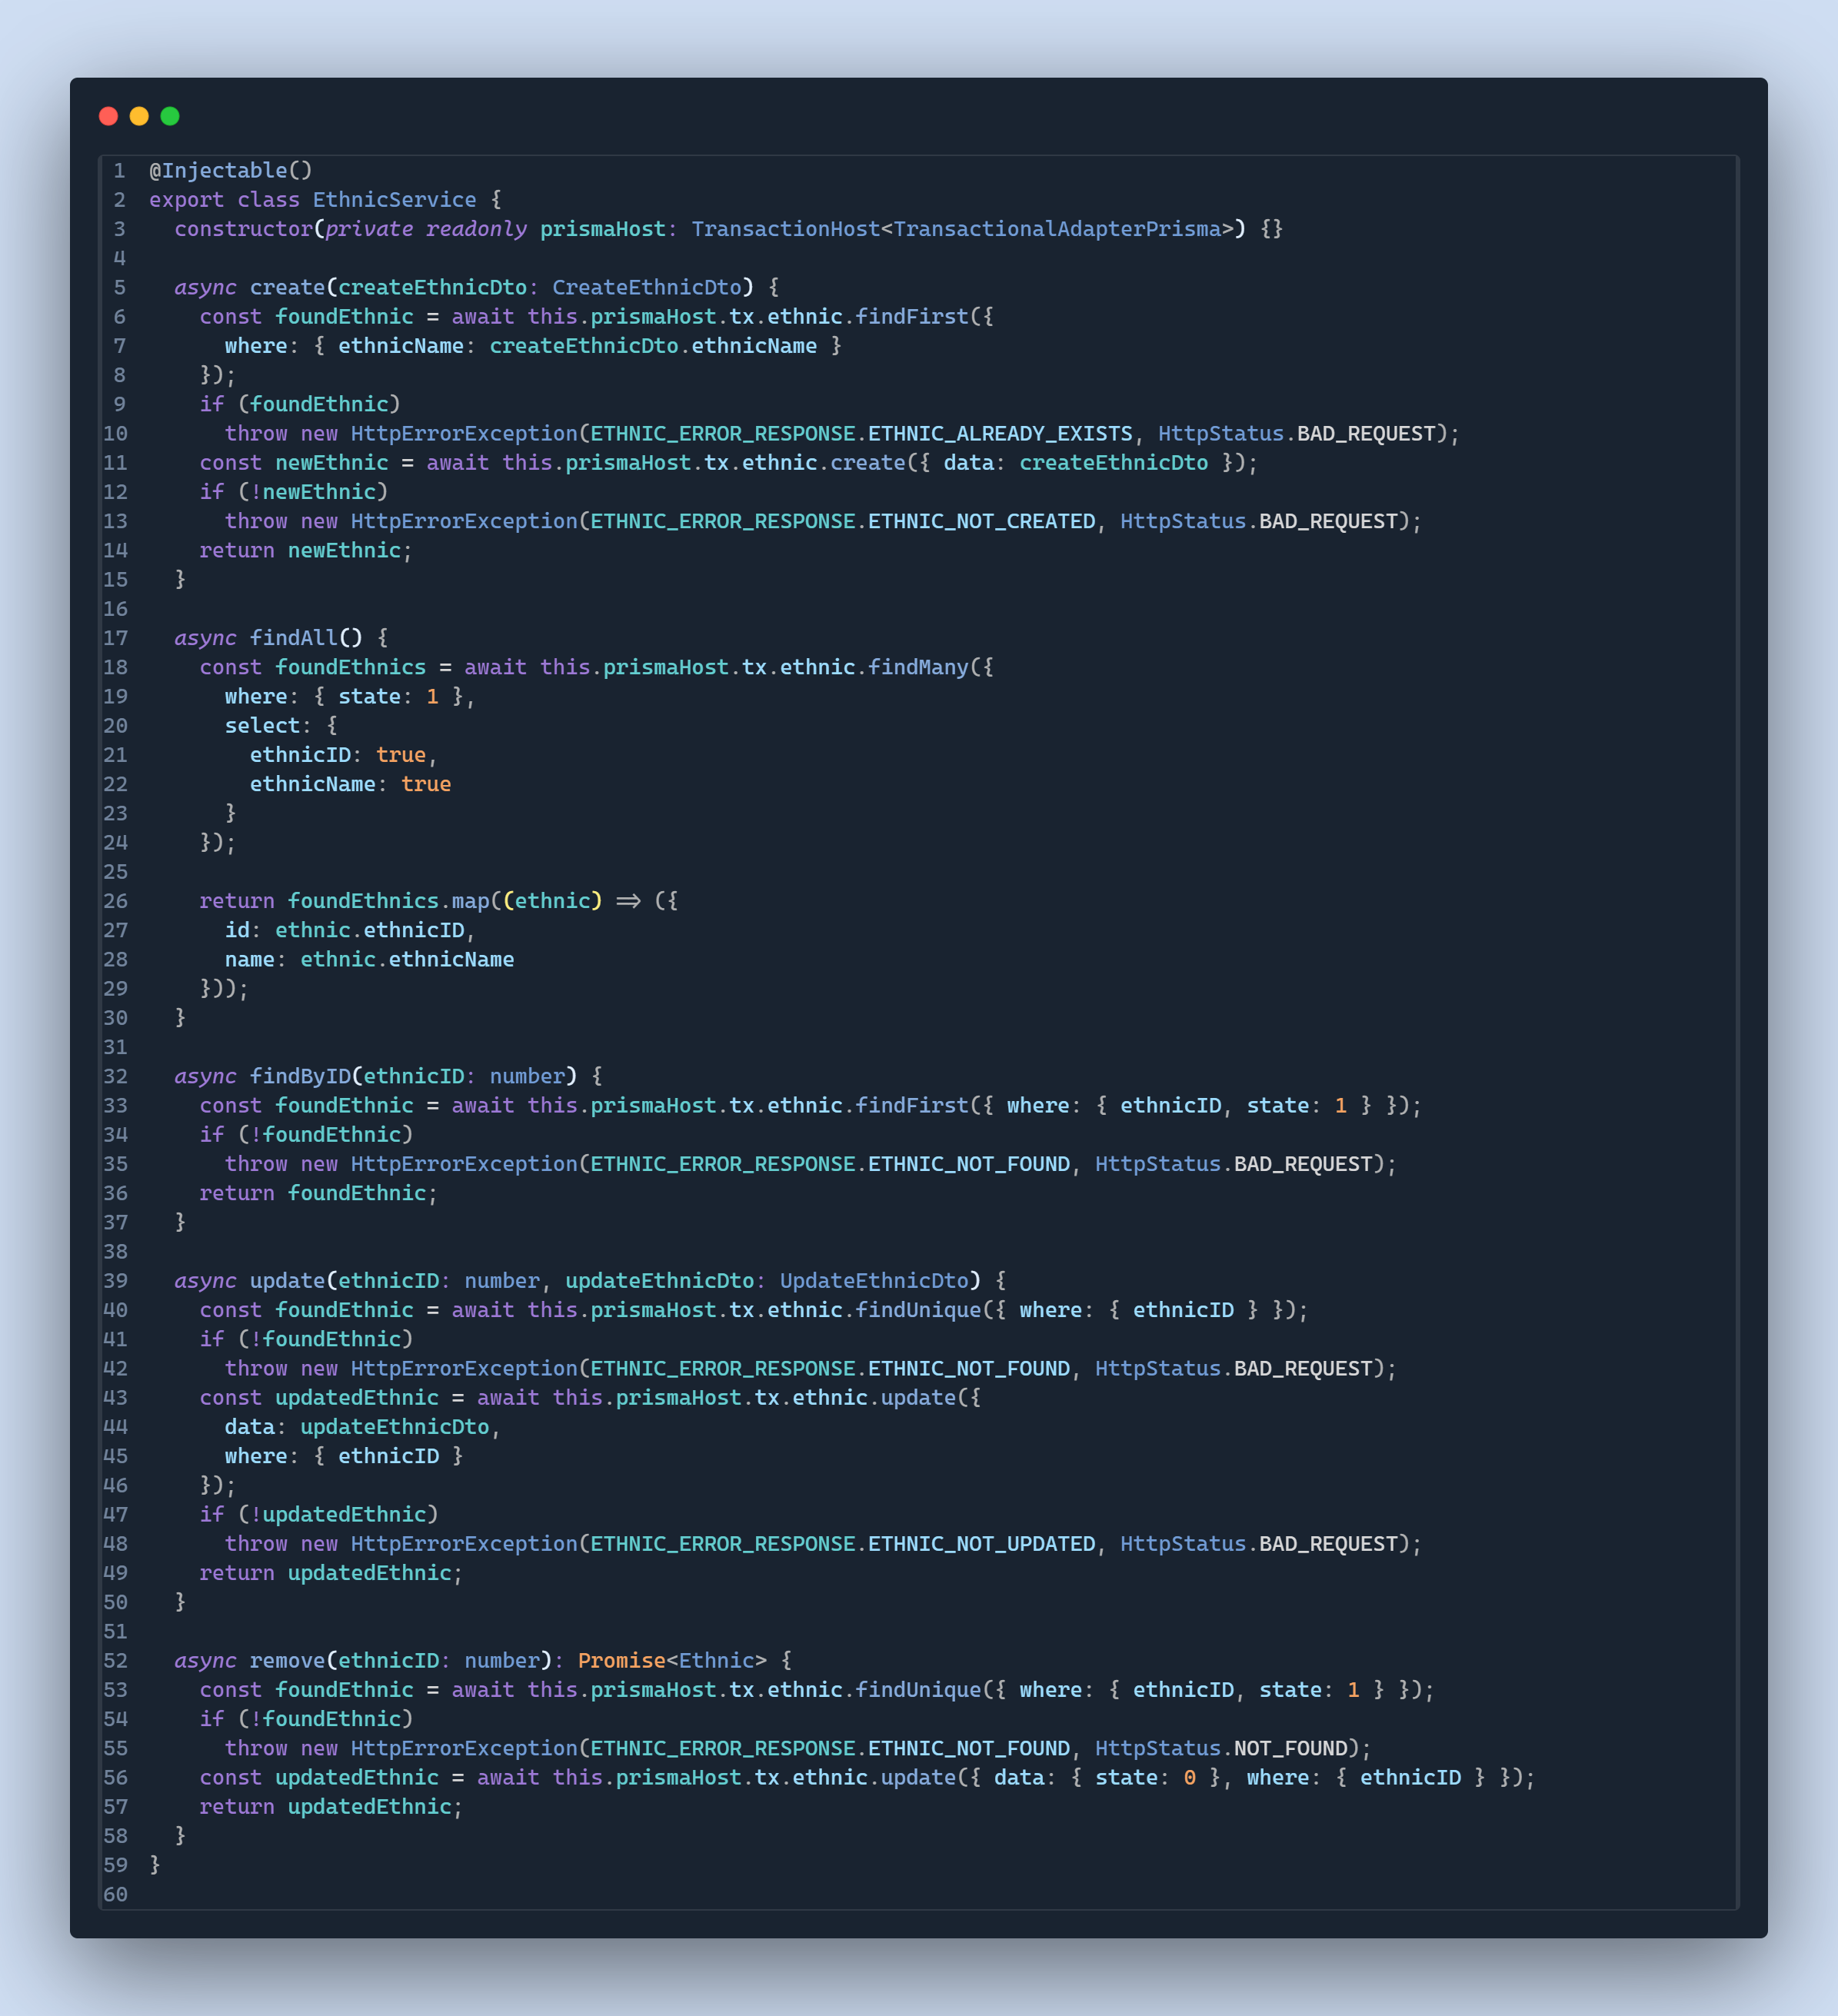 1 @Injectable()
2 export class EthnicService {
3   constructor(private readonly prismaHost: TransactionHost<TransactionalAdapterPrisma>) {}
4
5   async create(createEthnicDto: CreateEthnicDto) {
6     const foundEthnic = await this.prismaHost.tx.ethnic.findFirst({
7       where: { ethnicName: createEthnicDto.ethnicName }
8     });
9     if (foundEthnic)
10       throw new HttpErrorException(ETHNIC_ERROR_RESPONSE.ETHNIC_ALREADY_EXISTS, HttpStatus.BAD_REQUEST);
11     const newEthnic = await this.prismaHost.tx.ethnic.create({ data: createEthnicDto });
12     if (!newEthnic)
13       throw new HttpErrorException(ETHNIC_ERROR_RESPONSE.ETHNIC_NOT_CREATED, HttpStatus.BAD_REQUEST);
14     return newEthnic;
15   }
16
17   async findAll() {
18     const foundEthnics = await this.prismaHost.tx.ethnic.findMany({
19       where: { state: 1 },
20       select: {
21         ethnicID: true,
22         ethnicName: true
23       }
24     });
25
26     return foundEthnics.map((ethnic) => ({
27       id: ethnic.ethnicID,
28       name: ethnic.ethnicName
29     }));
30   }
31
32   async findByID(ethnicID: number) {
33     const foundEthnic = await this.prismaHost.tx.ethnic.findFirst({ where: { ethnicID, state: 1 } });
34     if (!foundEthnic)
35       throw new HttpErrorException(ETHNIC_ERROR_RESPONSE.ETHNIC_NOT_FOUND, HttpStatus.BAD_REQUEST);
36     return foundEthnic;
37   }
38
39   async update(ethnicID: number, updateEthnicDto: UpdateEthnicDto) {
40     const foundEthnic = await this.prismaHost.tx.ethnic.findUnique({ where: { ethnicID } });
41     if (!foundEthnic)
42       throw new HttpErrorException(ETHNIC_ERROR_RESPONSE.ETHNIC_NOT_FOUND, HttpStatus.BAD_REQUEST);
43     const updatedEthnic = await this.prismaHost.tx.ethnic.update({
44       data: updateEthnicDto,
45       where: { ethnicID }
46     });
47     if (!updatedEthnic)
48       throw new HttpErrorException(ETHNIC_ERROR_RESPONSE.ETHNIC_NOT_UPDATED, HttpStatus.BAD_REQUEST);
49     return updatedEthnic;
50   }
51
52   async remove(ethnicID: number): Promise<Ethnic> {
53     const foundEthnic = await this.prismaHost.tx.ethnic.findUnique({ where: { ethnicID, state: 1 } });
54     if (!foundEthnic)
55       throw new HttpErrorException(ETHNIC_ERROR_RESPONSE.ETHNIC_NOT_FOUND, HttpStatus.NOT_FOUND);
56     const updatedEthnic = await this.prismaHost.tx.ethnic.update({ data: { state: 0 }, where: { ethnicID } });
57     return updatedEthnic;
58   }
59 }
60